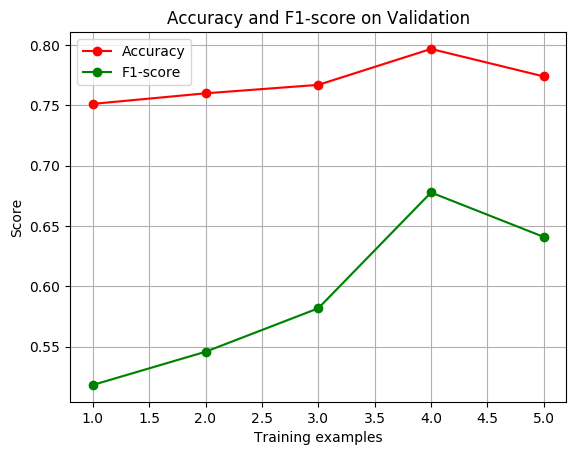 Accuracy and F1-score on Validation
Accuracy
F1-score
0.80
0.75
0.70
0.65
0.60
0.55
Score
1.0 1.5 2.0 2.5 3.0 3.5 4.0 4.5 5.0
Training examples